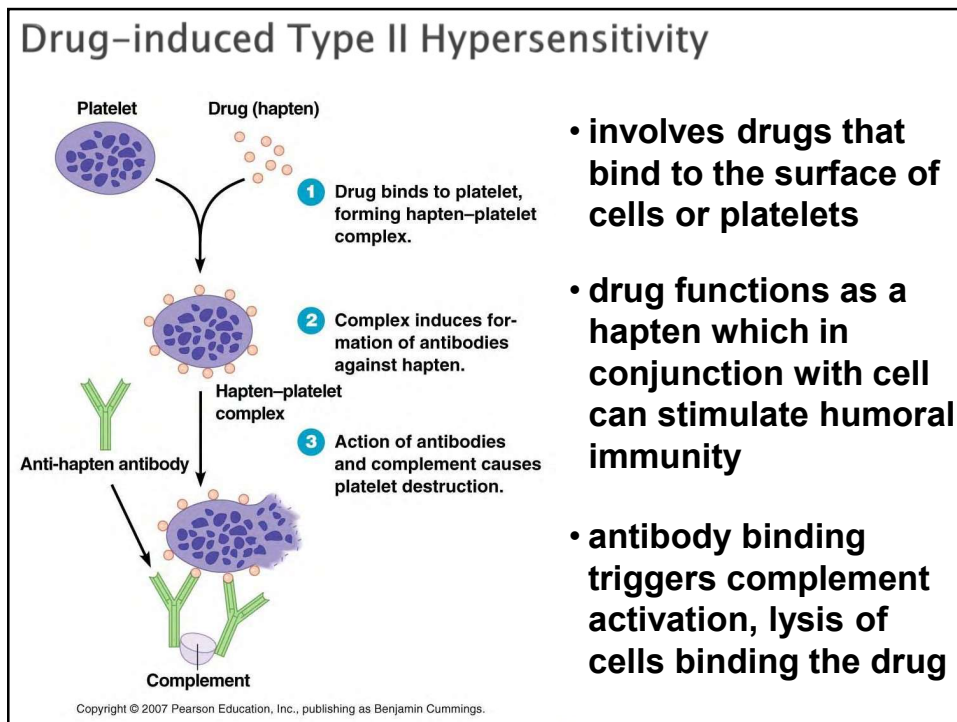 Drug-induced Type II Hypersensitivity
Platelet
Drug (hapten)
1 Drug binds to platelet,
forming hapten–platelet
complex.
2 Complex induces for-
mation of antibodies
against hapten.
Hapten–platelet
complex
3 Action of antibodies
and complement causes
platelet destruction.
Anti-hapten antibody
Complement
Copyright © 2007 Pearson Education, Inc., publishing as Benjamin Cummings.
• involves drugs that
bind to the surface of
cells or platelets
• drug functions as a
hapten which in
conjunction with cell
can stimulate humoral
immunity
• antibody binding
triggers complement
activation, lysis of
cells binding the drug